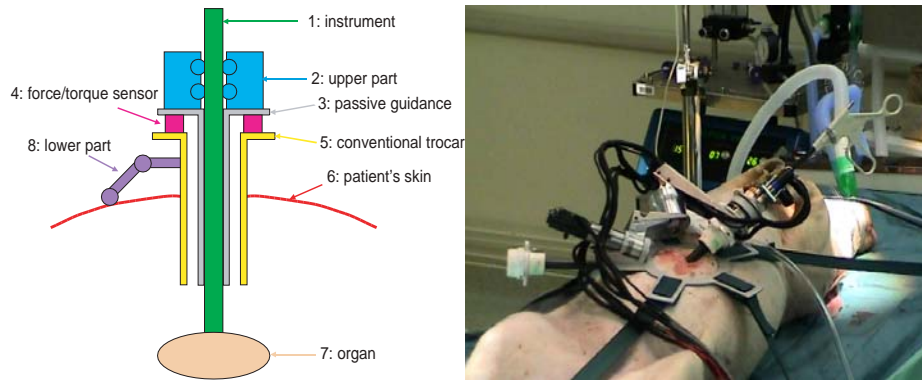 1: instrument
2: upper part
4: force/torque sensor
3: passive guidance
5: conventional trocar
8: lower part
6: patient's skin
7: organ